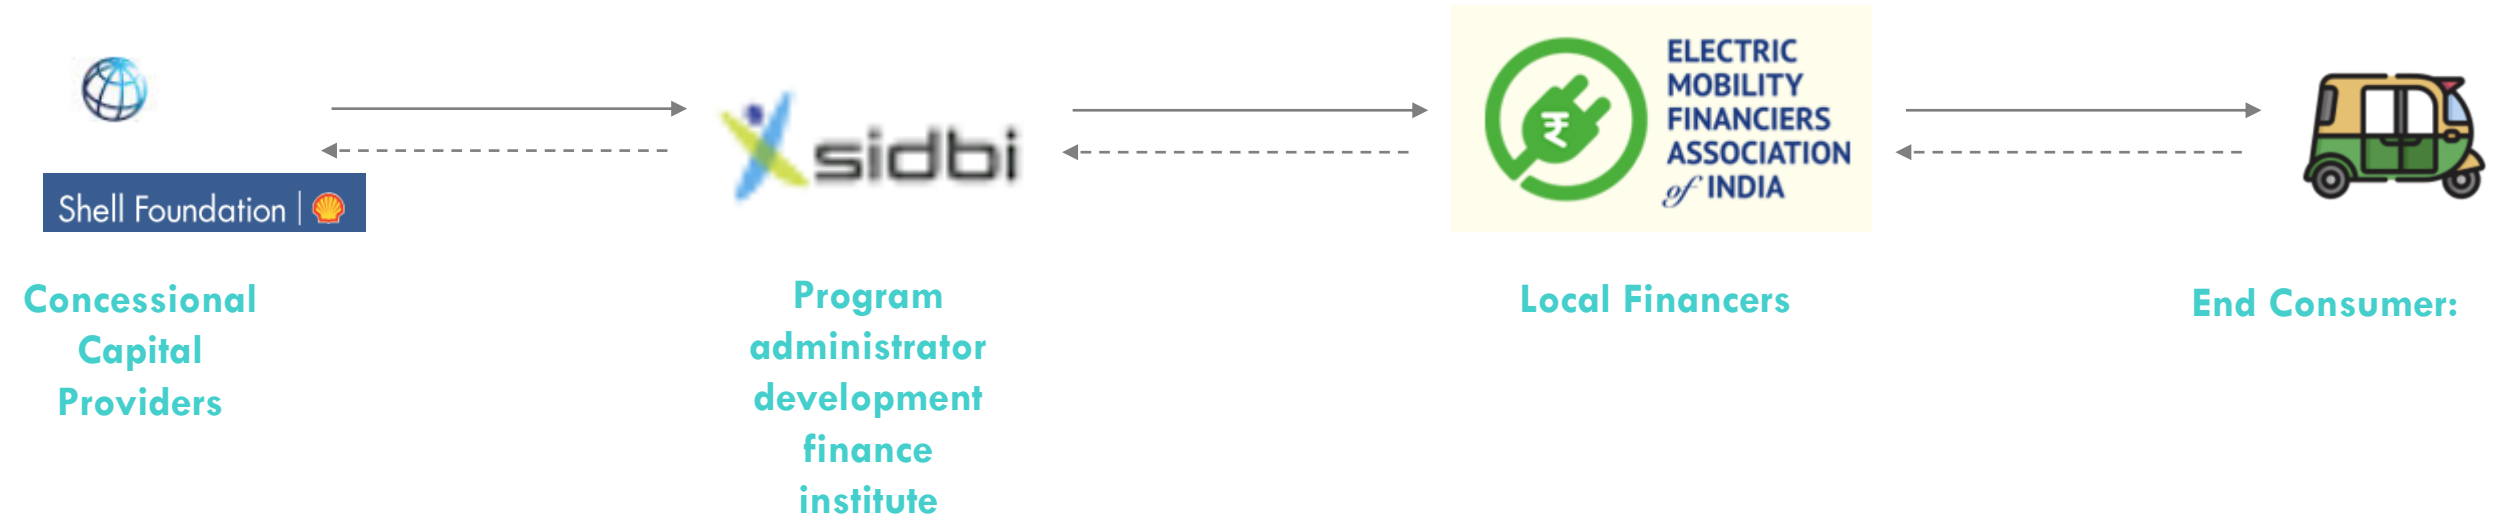 Shell Foundation
sidbi
ELECTRIC
MOBILITY
FINANCIERS
ASSOCIATION
of INDIA
₹
Concessional
Capital
Providers
Program
administrator
development
finance
institute
Local Financers
End Consumer: